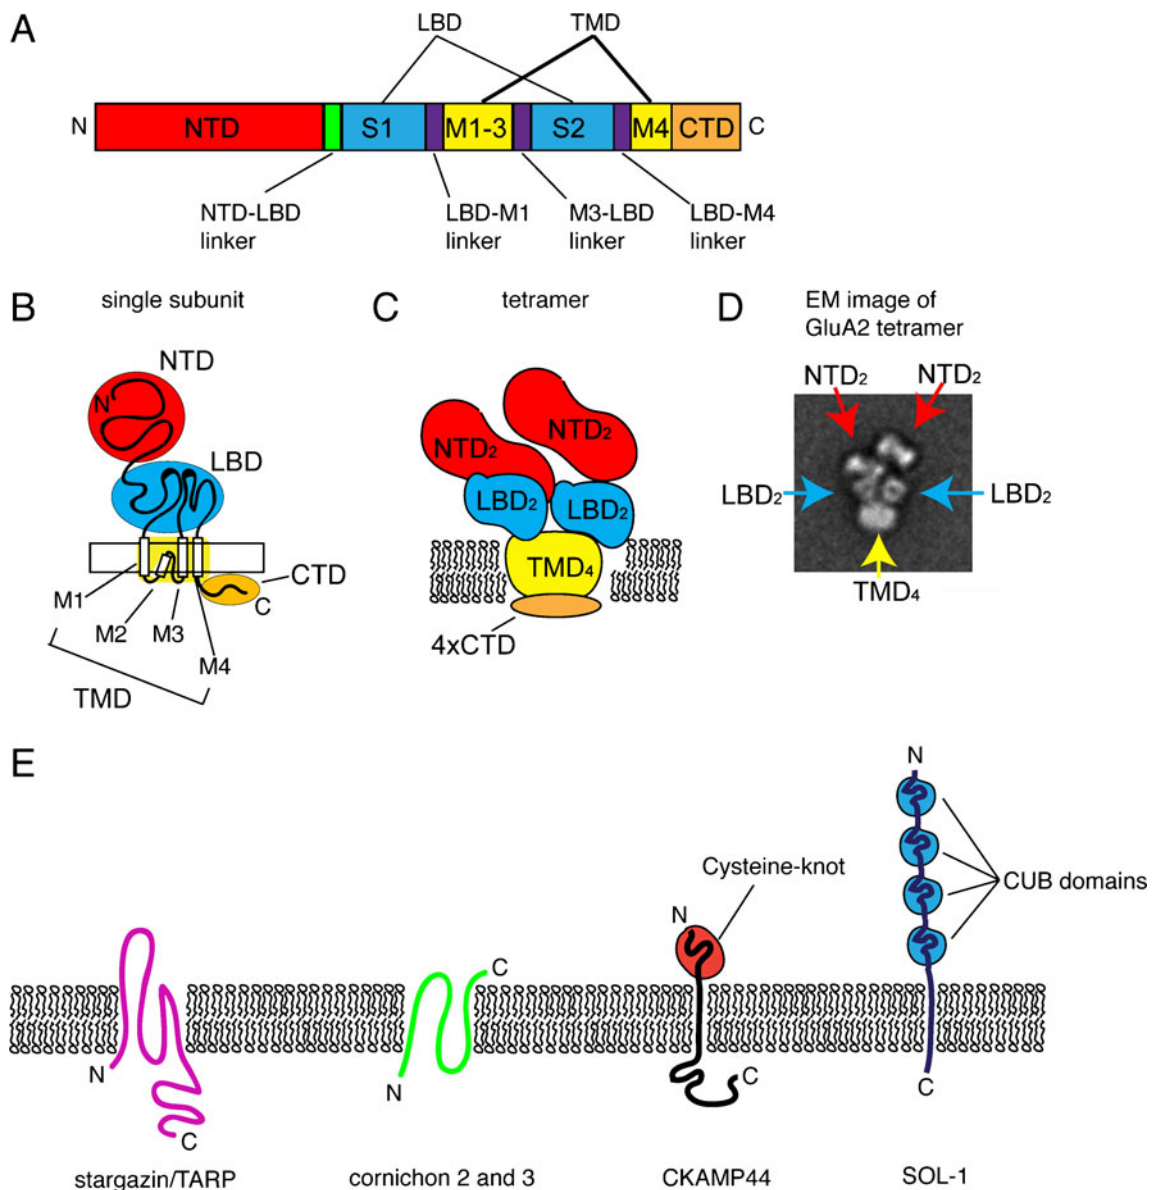 A
LBD
TMD
N
NTD
S1
M1-3
S2
M4
CTD
C
NTD-LBD
linker
LBD-M1
linker
M3-LBD
linker
LBD-M4
linker
B
single subunit
NTD
N
LBD
CTD
C
M1
M2
M3
M4
TMD
C
tetramer
NTD2
NTD2
LBD2
LBD2
TMD4
4xCTD
D
EM image of
GluA2 tetramer
NTD2
NTD2
LBD2
LBD2
TMD4
E
N
C
stargazin/TARP
C
N
cornichon 2 and 3
Cysteine-knot
N
C
CKAMP44
N
CUB domains
C
SOL-1